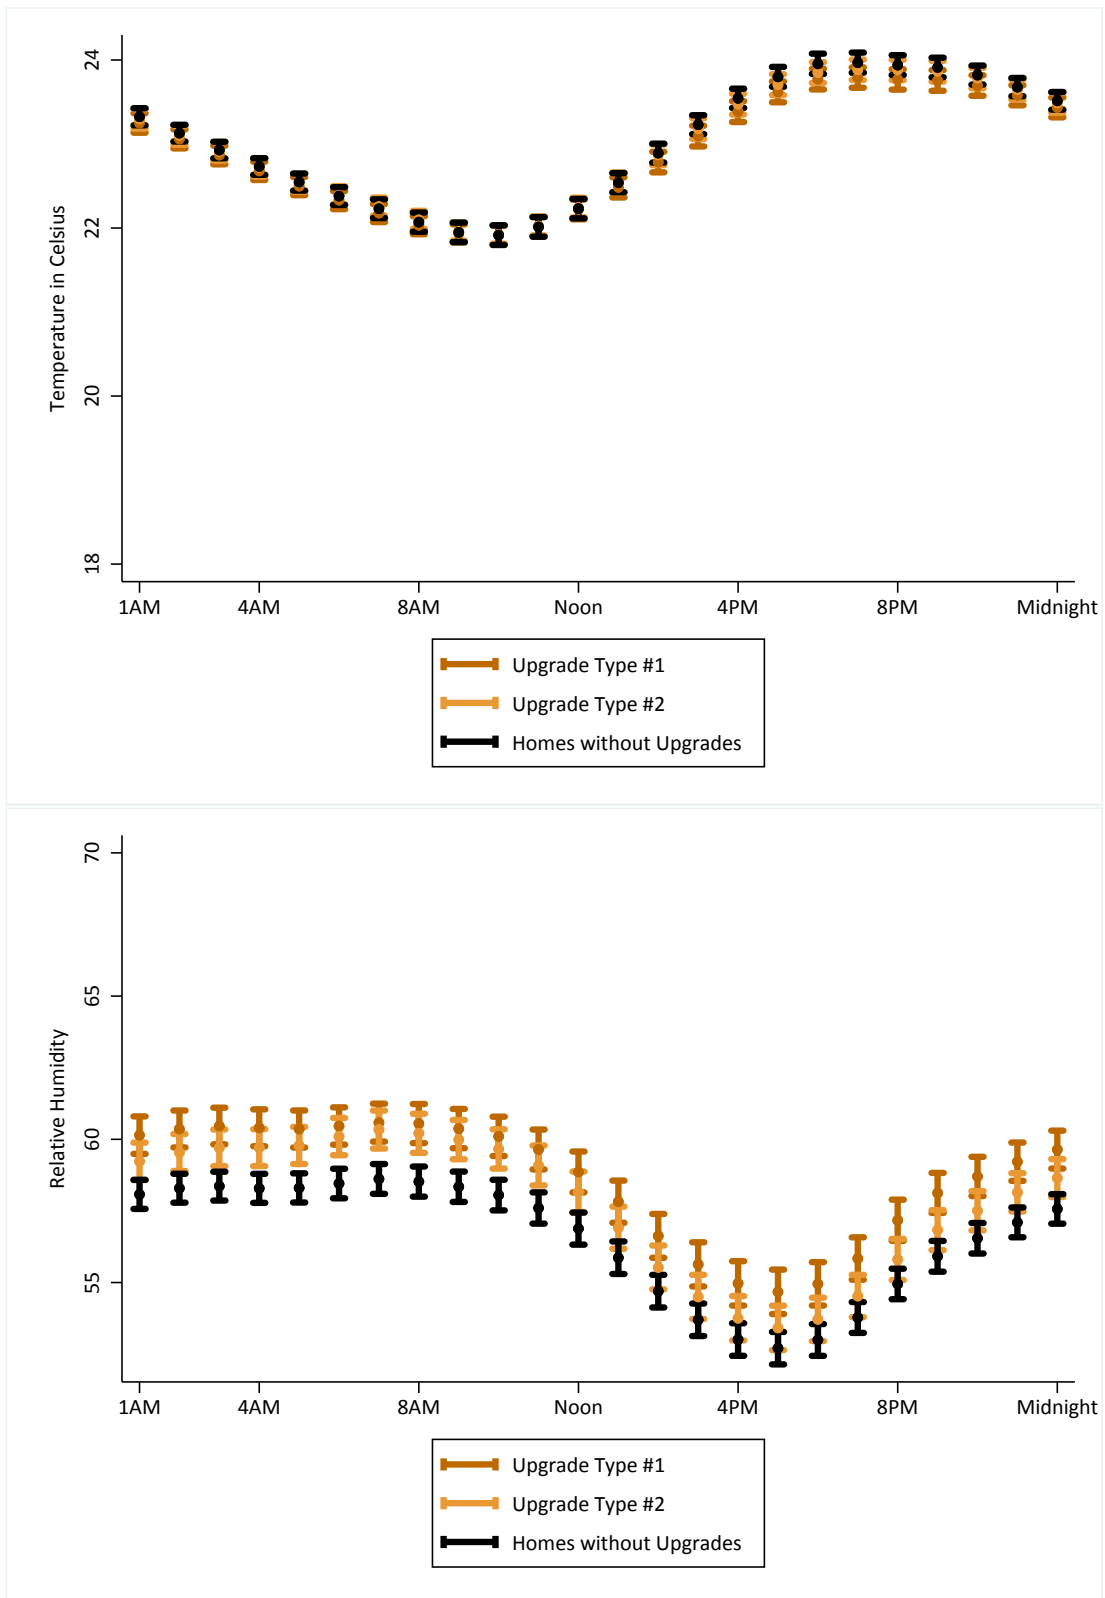 24
22
20
18
Temperature in Celsius
1AM 4AM 8AM Noon 4PM 8PM Midnight
Upgrade Type #1
Upgrade Type #2
Homes without Upgrades
70
65
60
55
Relative Humidity
1AM 4AM 8AM Noon 4PM 8PM Midnight
Upgrade Type #1
Upgrade Type #2
Homes without Upgrades